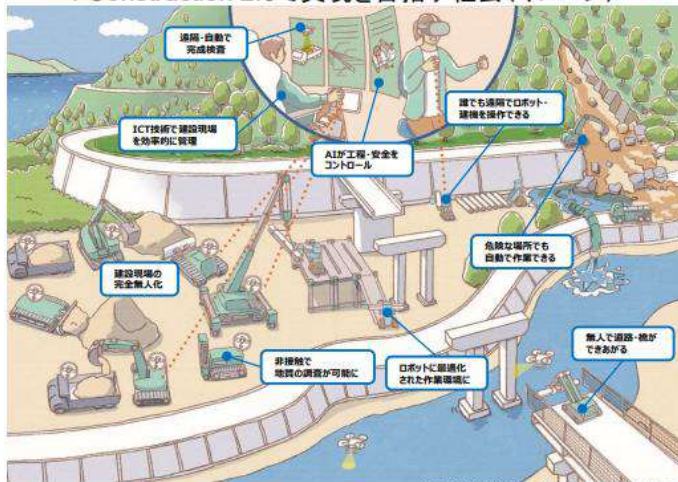 遠隔・自動で
完成検査
ICT技術で建設現場
を効率的に管理
AIが工程・安全を
コントロール
誰でも遠隔でロボット・
建機を操作できる
建設現場の
完全無人化
危険な場所でも
自動で作業できる
非接触で
地質の調査が可能に
ロボットに最適化
された作業環境に
無人で道路・橋が
できあがる